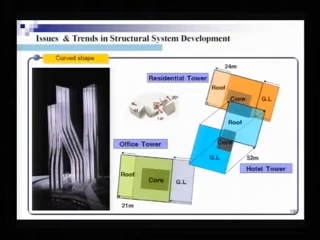 Issues & Trends in Structural System Development
Curved shape
Residential Tower
24m
Roof
Core
G.L
Roof
Core
G.L
52m
Hotel Tower
Office Tower
Roof
Core
G.L
21m